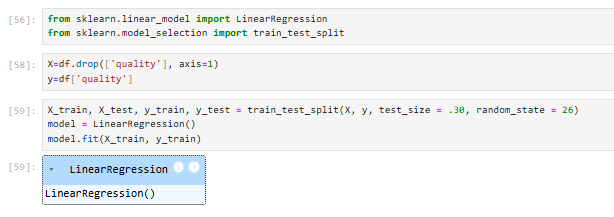 [56]: from sklearn.linear_model import LinearRegression
from sklearn.model_selection import train_test_split
[58]: X=df.drop(['quality'], axis=1)
y=df['quality']
[59]: X_train, X_test, y_train, y_test = train_test_split(X, y, test_size = .30, random_state = 26)
model = LinearRegression()
model.fit(X_train, y_train)
[59]: ▾ LinearRegression i ?
LinearRegression()